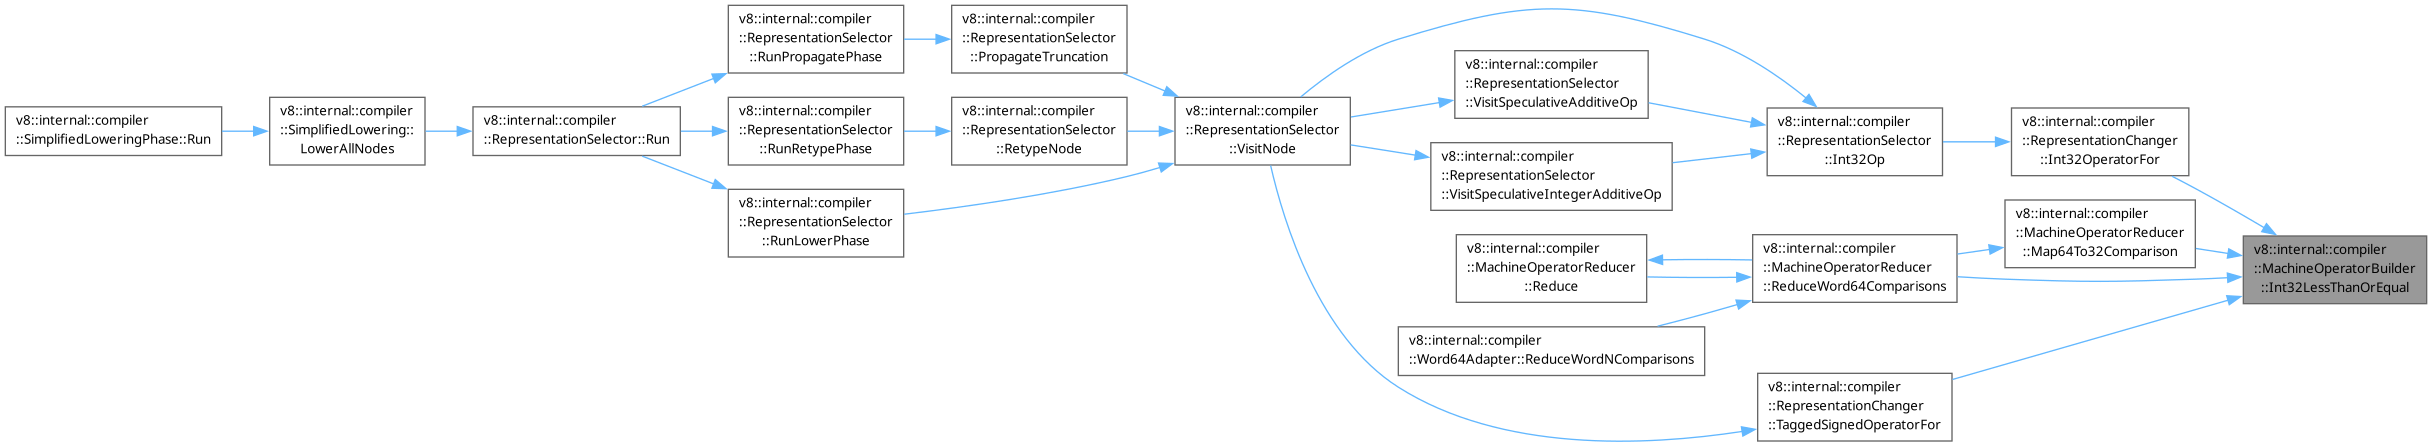 v8::internal::compiler
::SimplifiedLoweringPhase::Run
v8::internal::compiler
::SimplifiedLowering::
LowerAllNodes
v8::internal::compiler
::RepresentationSelector::Run
v8::internal::compiler
::RepresentationSelector
::RunPropagatePhase
v8::internal::compiler
::RepresentationSelector
::RunRetypePhase
v8::internal::compiler
::RepresentationSelector
::RunLowerPhase
v8::internal::compiler
::RepresentationSelector
::PropagateTruncation
v8::internal::compiler
::RepresentationSelector
::RetypeNode
v8::internal::compiler
::RepresentationSelector
::VisitNode
v8::internal::compiler
::RepresentationSelector
::VisitSpeculativeAdditiveOp
v8::internal::compiler
::RepresentationSelector
::VisitSpeculativeIntegerAdditiveOp
v8::internal::compiler
::MachineOperatorReducer
::Reduce
v8::internal::compiler
::Word64Adapter::ReduceWordNComparisons
v8::internal::compiler
::RepresentationSelector
::Int32Op
v8::internal::compiler
::MachineOperatorReducer
::ReduceWord64Comparisons
v8::internal::compiler
::RepresentationChanger
::TaggedSignedOperatorFor
v8::internal::compiler
::RepresentationChanger
::Int32OperatorFor
v8::internal::compiler
::MachineOperatorReducer
::Map64To32Comparison
v8::internal::compiler
::MachineOperatorBuilder
::Int32LessThanOrEqual